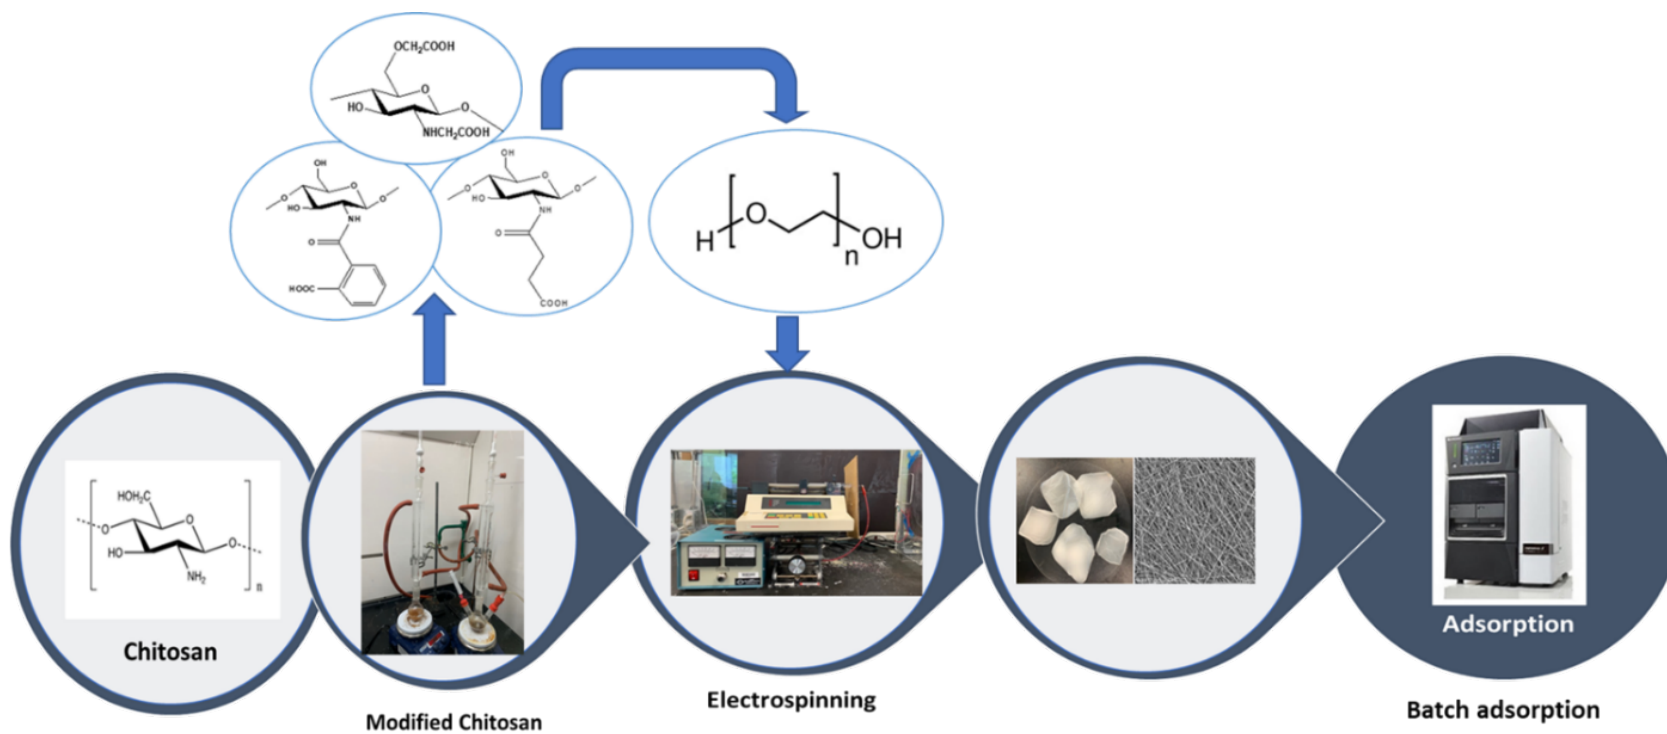 OCH₂COOH
O
HO
O
NHCH₂COOH
OH
O
O
HO
O
NH
O
HOOC
OH
O
O
HO
O
NH
O
COOH
H
O
n
OH
HOH₂C
O
O
HO
O
NH₂
n
Chitosan
Modified Chitosan
Electrospinning
Adsorption
Batch adsorption